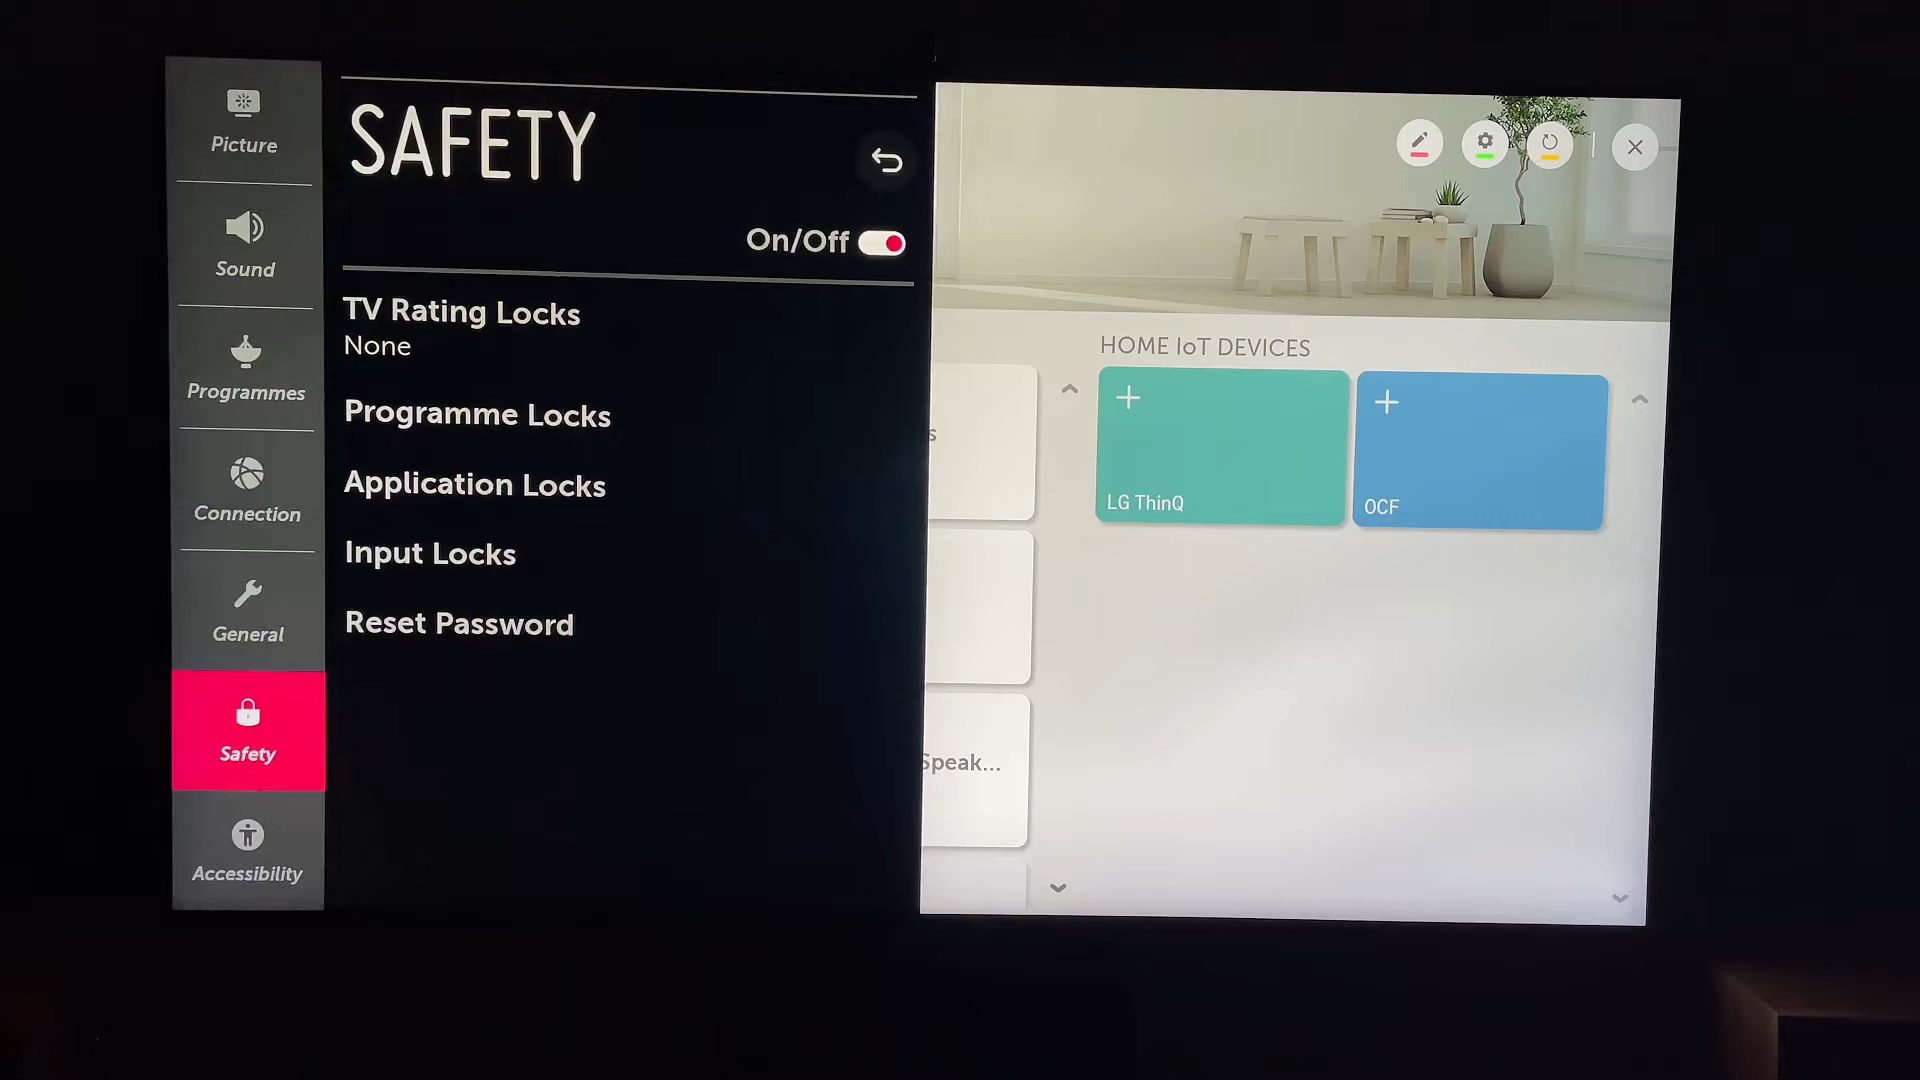 Picture
Sound
Programmes
Connection
General
Safety
Accessibility
SAFETY
On/Off
TV Rating Locks
None
Programme Locks
Application Locks
Input Locks
Reset Password
s
Speak...
HOME IoT DEVICES
LG ThinQ
OCF